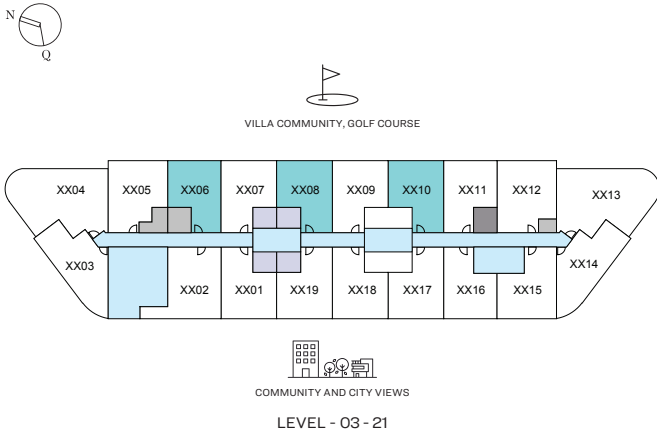 N
Q
VILLA COMMUNITY, GOLF COURSE
XX04
XX05
XX06
XX07
XX08
XX09
XX10
XX11
XX12
XX13
XX03
XX02
XX01
XX19
XX18
XX17
XX16
XX15
XX14
COMMUNITY AND CITY VIEWS
LEVEL - 03 - 21